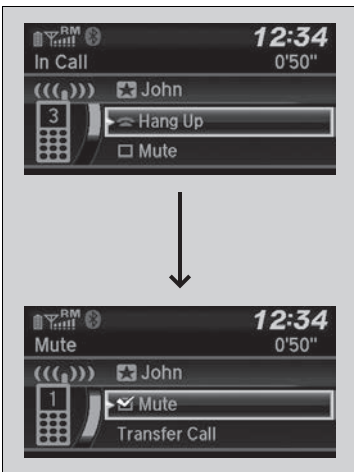 RM 12:34
In Call 0'50"
John
3 Hang Up
Mute
RM 12:34
Mute 0'50"
John
1 Mute
Transfer Call